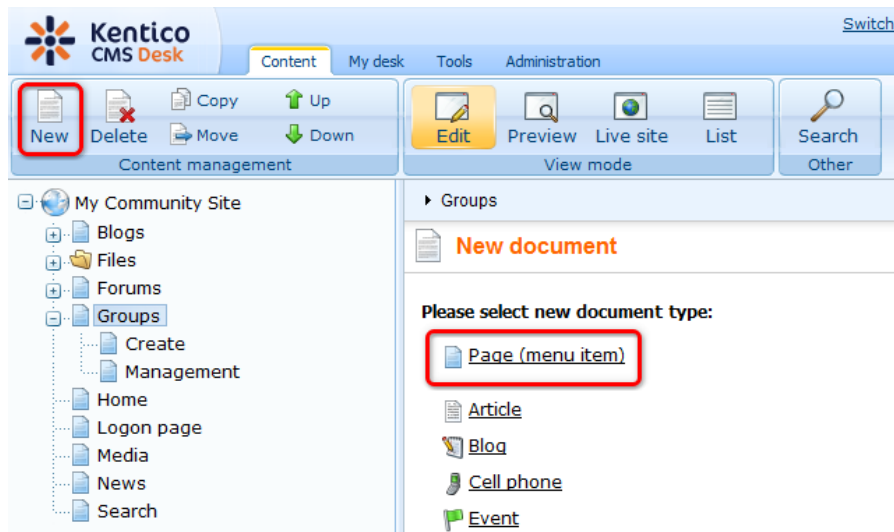 Kentico
CMS Desk
Switch
Content My desk Tools Administration
New Delete Copy Move Up Down
Content management
Edit Preview Live site List
View mode
Search
Other
My Community Site
Blogs
Files
Forums
Groups
Create
Management
Home
Logon page
Media
News
Search
Groups
New document
Please select new document type:
Page (menu item)
Article
Blog
Cell phone
Event